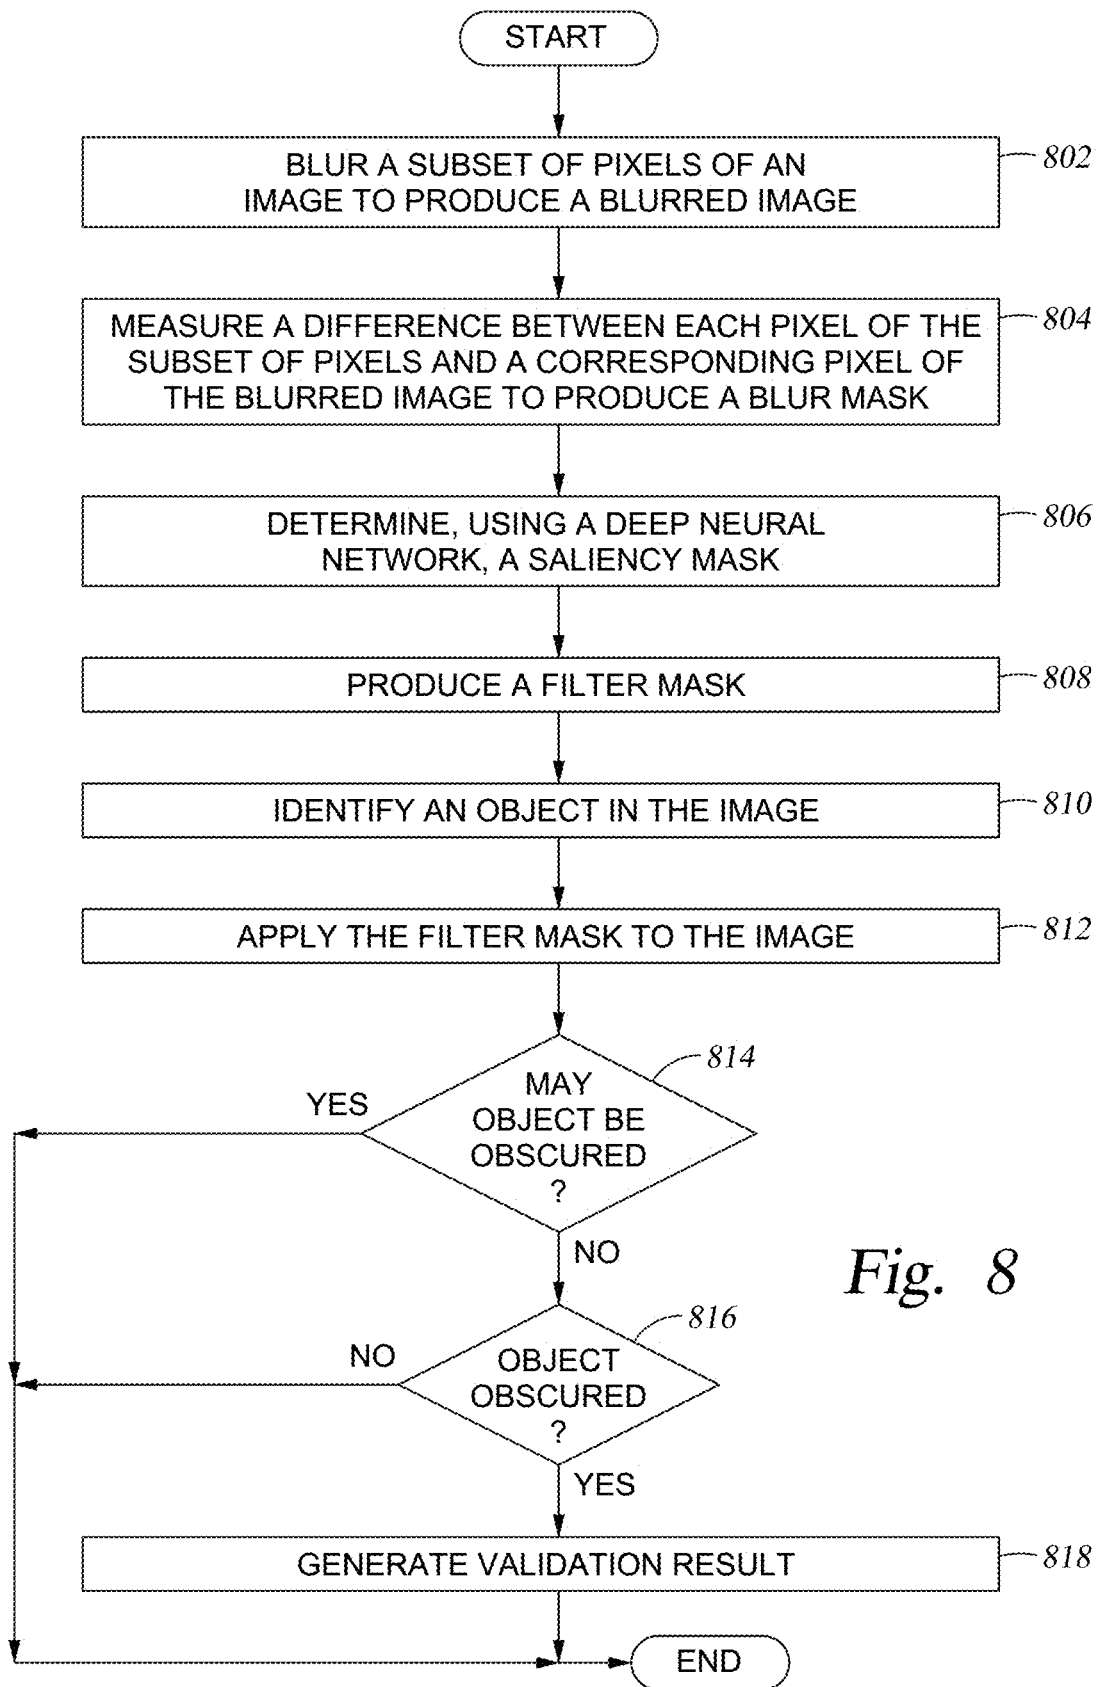 START
BLUR A SUBSET OF PIXELS OF AN
IMAGE TO PRODUCE A BLURRED IMAGE
802
MEASURE A DIFFERENCE BETWEEN EACH PIXEL OF THE
SUBSET OF PIXELS AND A CORRESPONDING PIXEL OF
THE BLURRED IMAGE TO PRODUCE A BLUR MASK
804
DETERMINE, USING A DEEP NEURAL
NETWORK, A SALIENCY MASK
806
PRODUCE A FILTER MASK
808
IDENTIFY AN OBJECT IN THE IMAGE
810
APPLY THE FILTER MASK TO THE IMAGE
812
MAY
OBJECT BE
OBSCURED
?
814
YES
NO
Fig. 8
OBJECT
OBSCURED
?
816
NO
YES
GENERATE VALIDATION RESULT
818
END